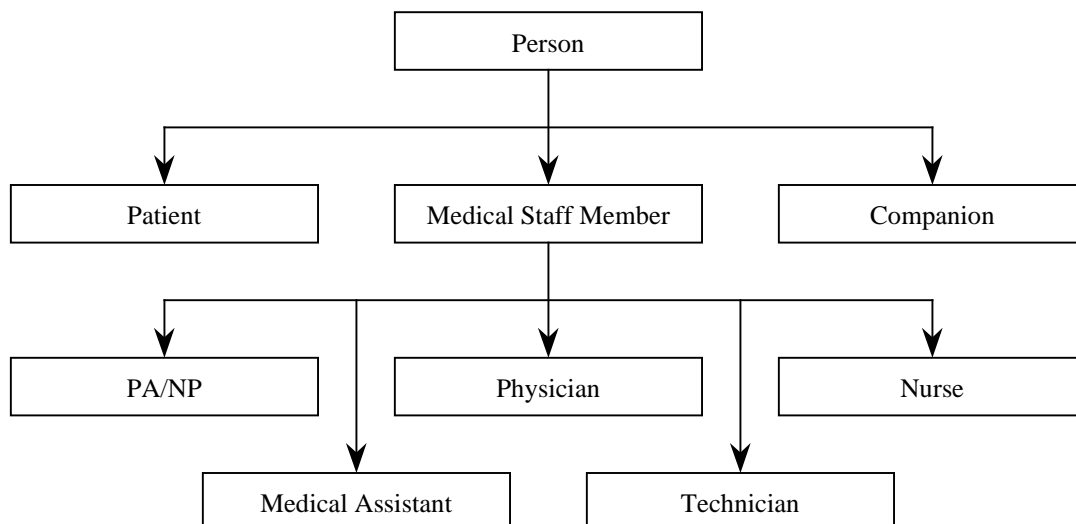 Person
Patient
Medical Staff Member
Companion
PA/NP
Physician
Nurse
Medical Assistant
Technician